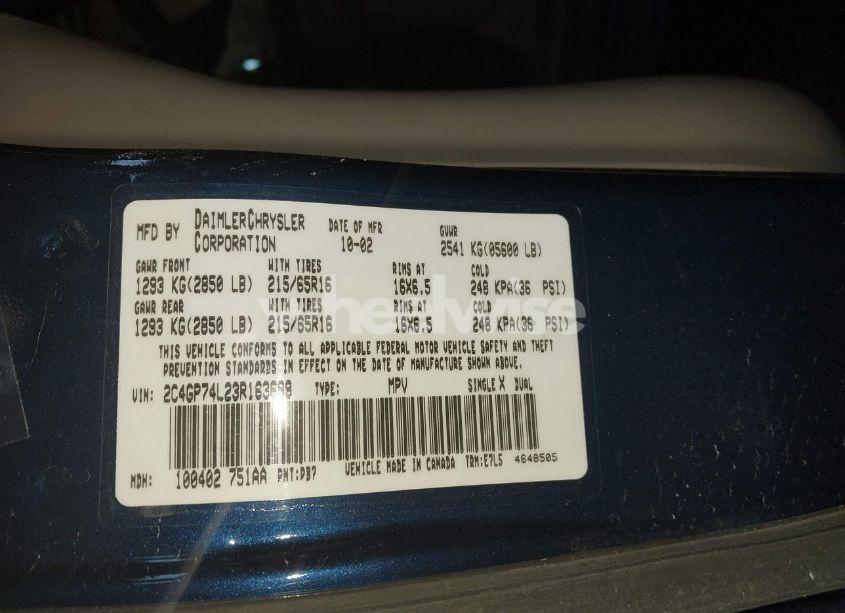 MFD BY DAIMLERCHRYSLER CORPORATION DATE OF MFR 10-02 GVWR 2541 KG(05600 LB)
GAWR FRONT WITH TIRES RIMS AT COLD
1293 KG(2850 LB) 215/65R16 16X6.5 248 KPA(36 PSI)
GAWR REAR WITH TIRES RIMS AT COLD
1293 KG(2850 LB) 215/65R16 16X6.5 248 KPA(36 PSI)
wheelwise
THIS VEHICLE CONFORMS TO ALL APPLICABLE FEDERAL MOTOR VEHICLE SAFETY AND THEFT
PREVENTION STANDARDS IN EFFECT ON THE DATE OF MANUFACTURE SHOWN ABOVE.
VIN: 2C4GP74L23R163699 TYPE: MPV SINGLE X DUAL
VEHICLE MADE IN CANADA TRM:E7L5 4648505
MDH: 100402 751AA PNT:PB7